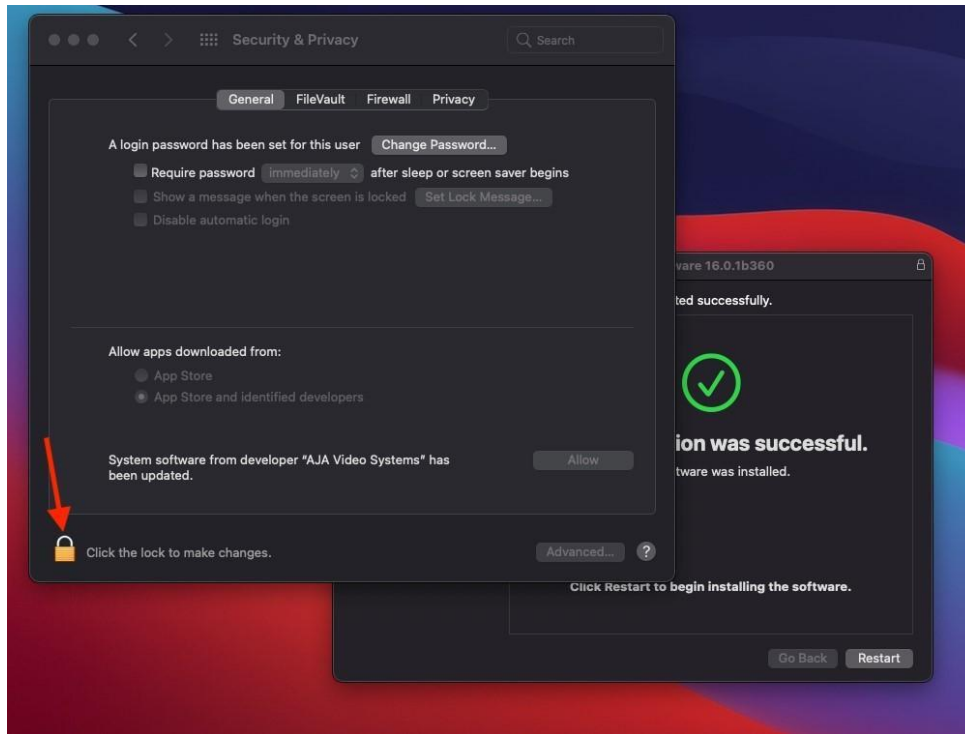 Security & Privacy
Search
General FileVault Firewall Privacy
A login password has been set for this user Change Password...
Require password immediately after sleep or screen saver begins
Show a message when the screen is locked Set Lock Message...
Disable automatic login
Allow apps downloaded from:
App Store
App Store and identified developers
System software from developer “AJA Video Systems” has
been updated.
Allow
Click the lock to make changes.
Advanced... ?
ware 16.0.1b360
ted successfully.
ion was successful.
tware was installed.
Click Restart to begin installing the software.
Go Back Restart